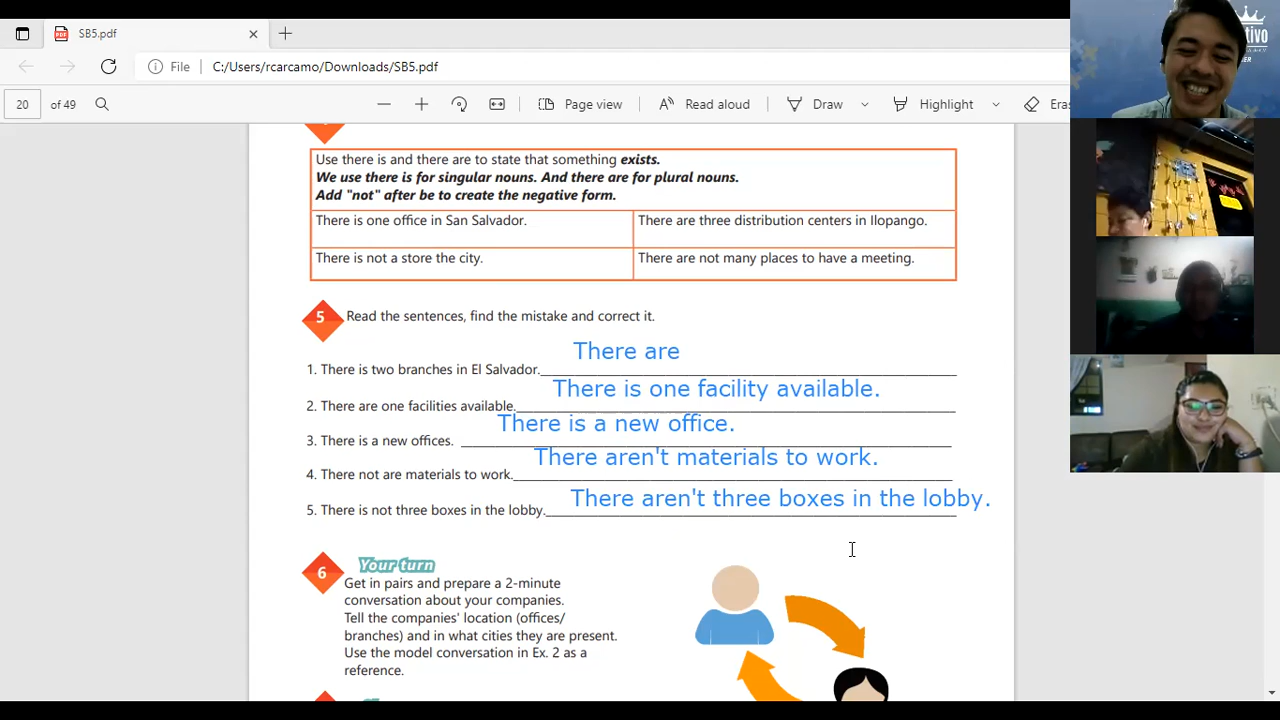 SB5.pdf
File C:/Users/rcarcamo/Downloads/SB5.pdf
20 of 49 Page view Read aloud Draw Highlight
Use there is and there are to state that something exists.
We use there is for singular nouns. And there are for plural nouns.
Add "not" after be to create the negative form.
There is one office in San Salvador. There are three distribution centers in Ilopango.
There is not a store the city. There are not many places to have a meeting.
5 Read the sentences, find the mistake and correct it.
There are
1. There is two branches in El Salvador.
There is one facility available.
2. There are one facilities available.
There is a new office.
3. There is a new offices.
There aren't materials to work.
4. There not are materials to work.
There aren't three boxes in the lobby.
5. There is not three boxes in the lobby.
6 Your turn
Get in pairs and prepare a 2-minute
conversation about your companies.
Tell the companies' location (offices/
branches) and in what cities they are present.
Use the model conversation in Ex. 2 as a
reference.